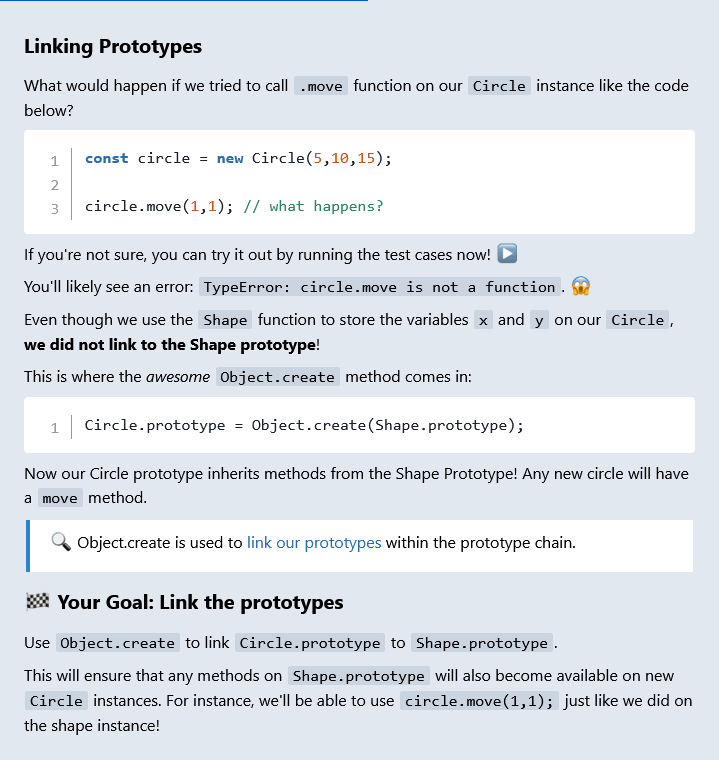 Linking Prototypes
What would happen if we tried to call .move function on our Circle instance like the code
below?
1 const circle = new Circle(5,10,15);
2
3 circle.move(1,1); // what happens?
If you're not sure, you can try it out by running the test cases now! ▶️
You'll likely see an error: TypeError: circle.move is not a function. 😱
Even though we use the Shape function to store the variables x and y on our Circle,
we did not link to the Shape prototype!
This is where the awesome Object.create method comes in:
1 Circle.prototype = Object.create(Shape.prototype);
Now our Circle prototype inherits methods from the Shape Prototype! Any new circle will have
a move method.
🔍 Object.create is used to link our prototypes within the prototype chain.
🏁 Your Goal: Link the prototypes
Use Object.create to link Circle.prototype to Shape.prototype.
This will ensure that any methods on Shape.prototype will also become available on new
Circle instances. For instance, we'll be able to use circle.move(1,1); just like we did on
the shape instance!